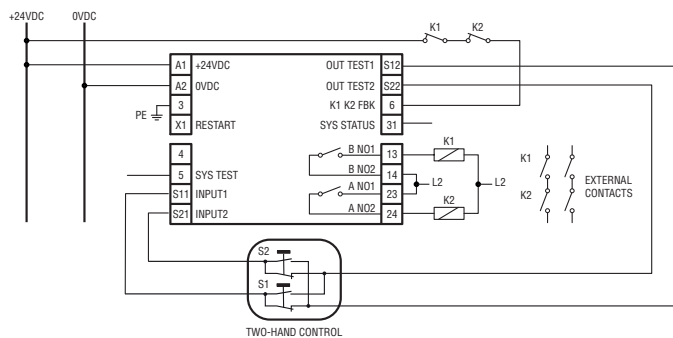 +24VDC 0VDC
K1 K2
A1 +24VDC OUT TEST1 S12
A2 0VDC OUT TEST2 S22
PE 3 K1 K2 FBK 6
X1 RESTART SYS STATUS 31
4 B NO1 13 K1
5 SYS TEST B NO2 14
S11 INPUT1 A NO1 23
S21 INPUT2 A NO2 24 K2
L2 L2
K1
K2
EXTERNAL
CONTACTS
S2
S1
TWO-HAND CONTROL